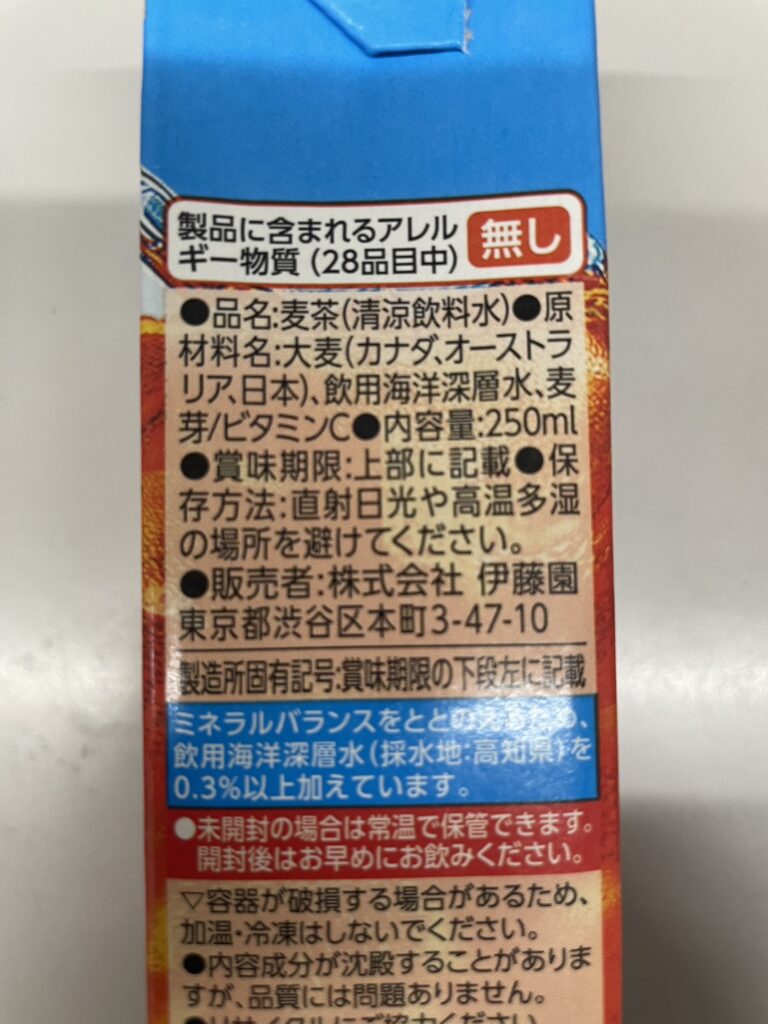 製品に含まれるアレル
ギー物質 (28品目中) 無し
●品名:麦茶(清涼飲料水)●原
材料名:大麦(カナダ、オーストラ
リア、日本)、飲用海洋深層水、麦
芽/ビタミンC●内容量:250ml
●賞味期限:上部に記載●保
存方法:直射日光や高温多湿
の場所を避けてください。
●販売者:株式会社 伊藤園
東京都渋谷区本町3-47-10
製造所固有記号:賞味期限の下段左に記載
ミネラルバランスをととのえるため、
飲用海洋深層水(採水地:高知県)を
0.3%以上加えています。
●未開封の場合は常温で保管できます。
開封後はお早めにお飲みください。
▽容器が破損する場合があるため、
加温・冷凍はしないでください。
●内容成分が沈殿することがありま
すが、品質には問題ありません。
●リサイクルにご協力ください